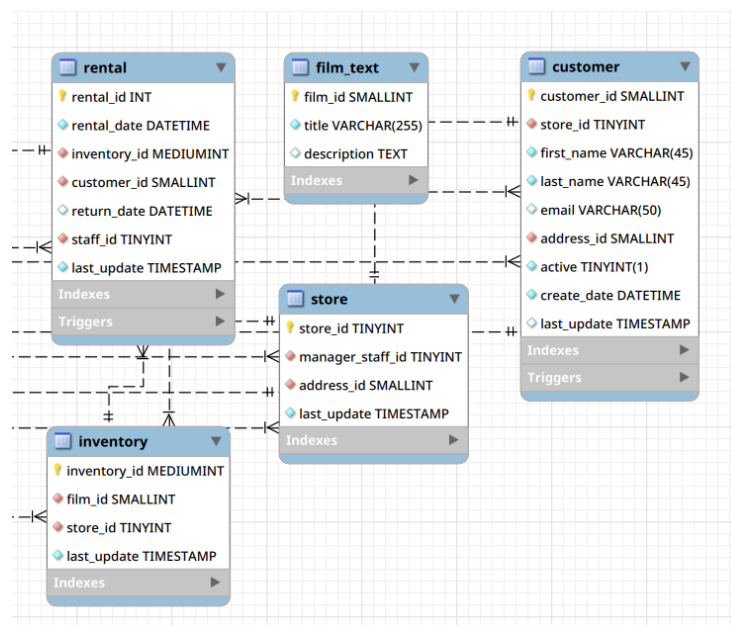 rental
rental_id INT
rental_date DATETIME
inventory_id MEDIUMINT
customer_id SMALLINT
return_date DATETIME
staff_id TINYINT
last_update TIMESTAMP
Indexes
Triggers
film_text
film_id SMALLINT
title VARCHAR(255)
description TEXT
Indexes
customer
customer_id SMALLINT
store_id TINYINT
first_name VARCHAR(45)
last_name VARCHAR(45)
email VARCHAR(50)
address_id SMALLINT
active TINYINT(1)
create_date DATETIME
last_update TIMESTAMP
Indexes
Triggers
store
store_id TINYINT
manager_staff_id TINYINT
address_id SMALLINT
last_update TIMESTAMP
Indexes
inventory
inventory_id MEDIUMINT
film_id SMALLINT
store_id TINYINT
last_update TIMESTAMP
Indexes